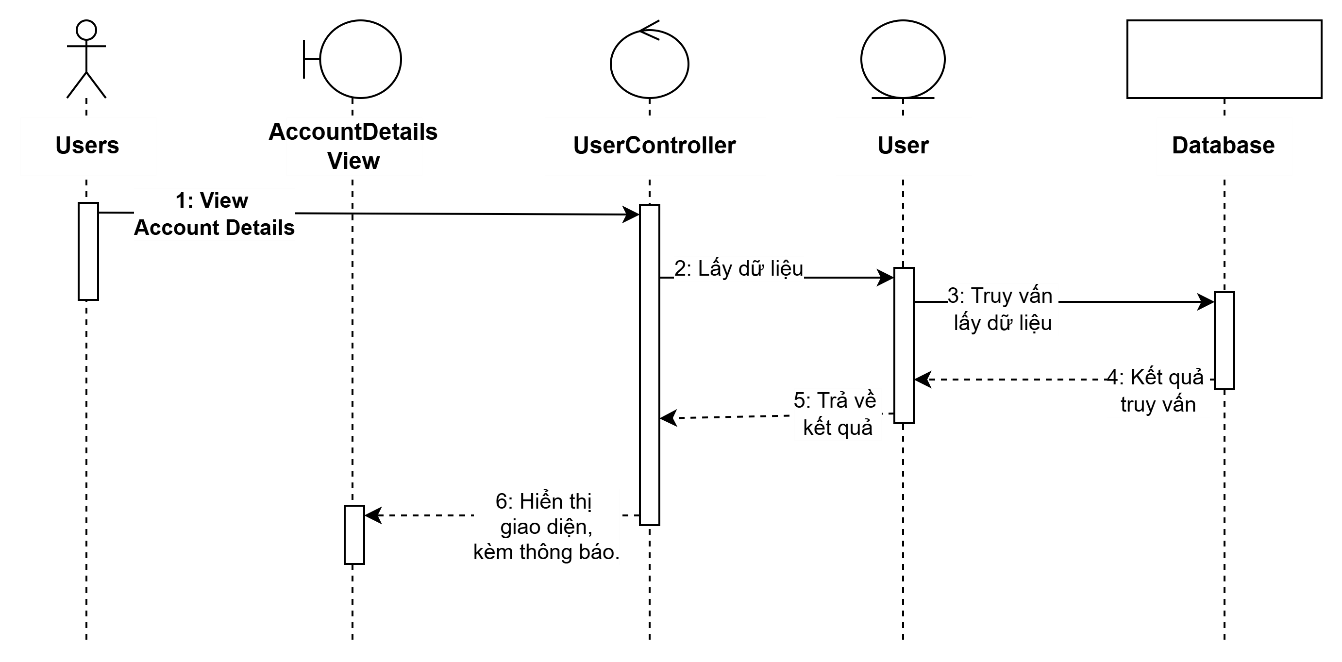 Users
AccountDetails
View
UserController
User
Database
1: View
Account Details
2: Lấy dữ liệu
3: Truy vấn
lấy dữ liệu
4: Kết quả
truy vấn
5: Trả về
kết quả
6: Hiển thị
giao diện,
kèm thông báo.